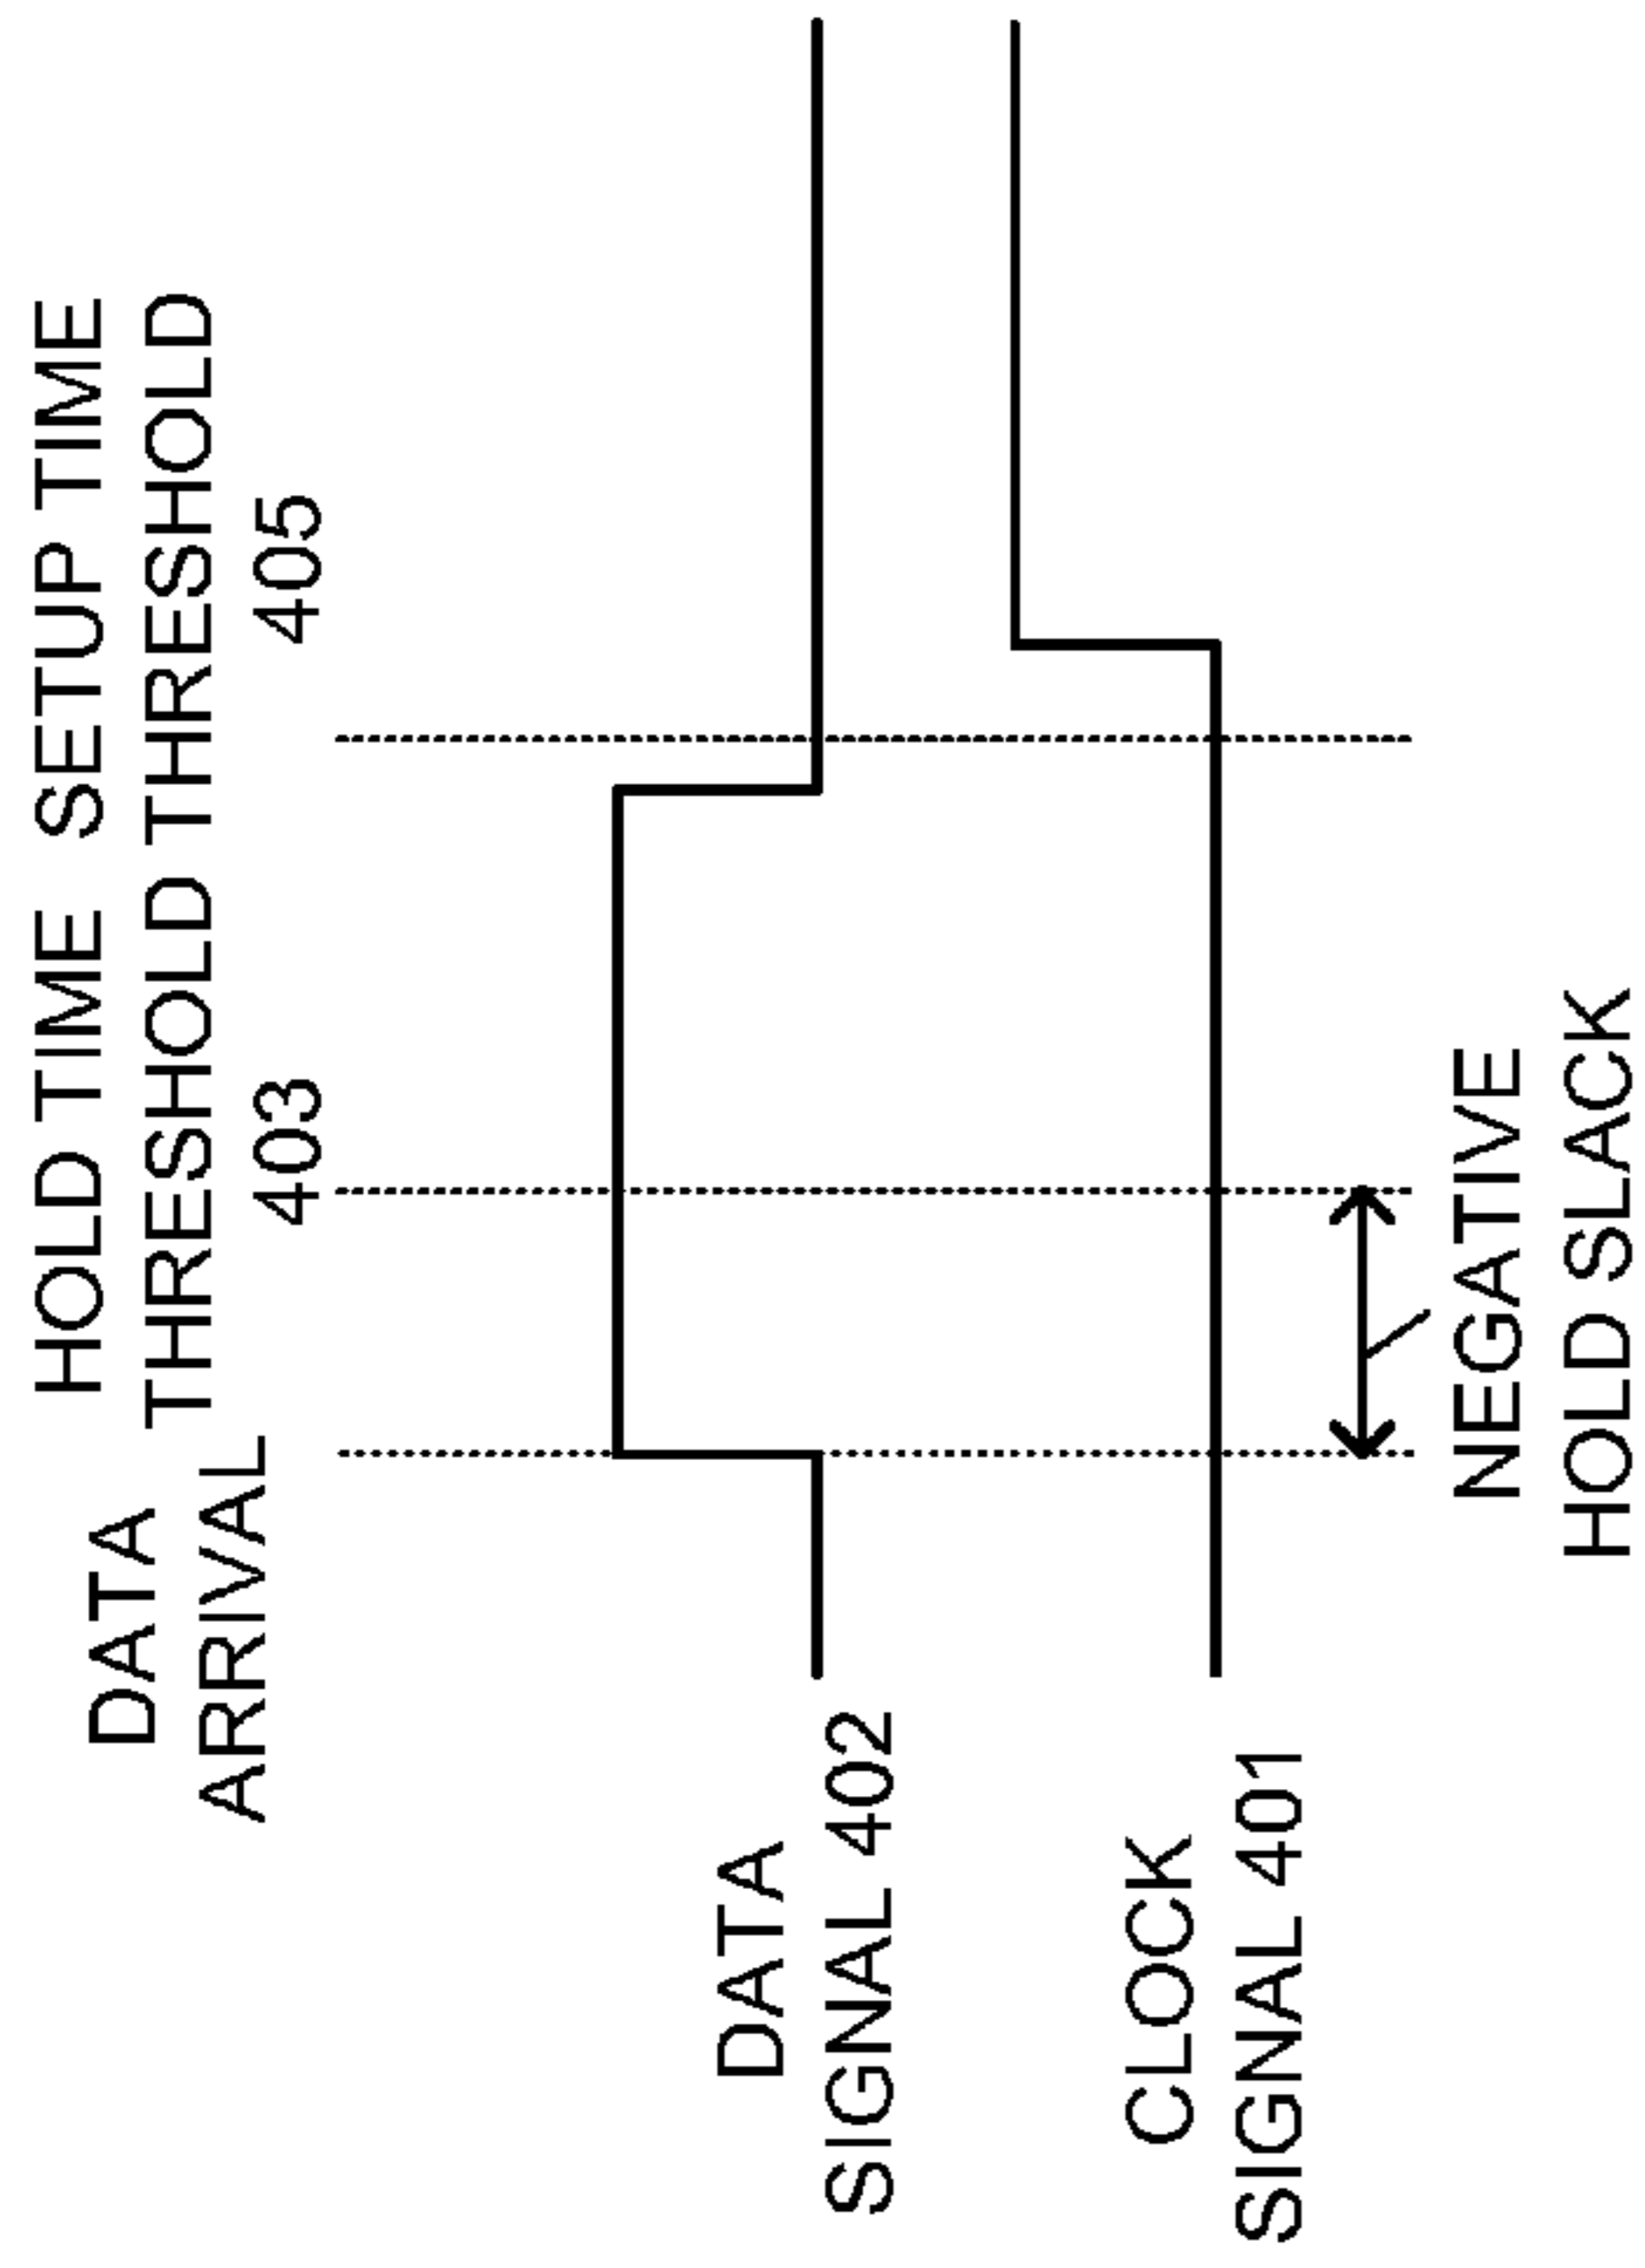 DATA
ARRIVAL
HOLD TIME
THRESHOLD
403
SETUP TIME
THRESHOLD
405
DATA
SIGNAL 402
CLOCK
SIGNAL 401
NEGATIVE
HOLD SLACK